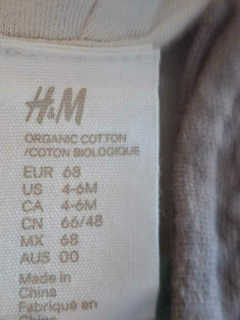 H&M
ORGANIC COTTON
/COTON BIOLOGIQUE
EUR 68
US 4-6M
CA 4-6M
CN 66/48
MX 68
AUS 00
Made in
China
Fabriqué en
China